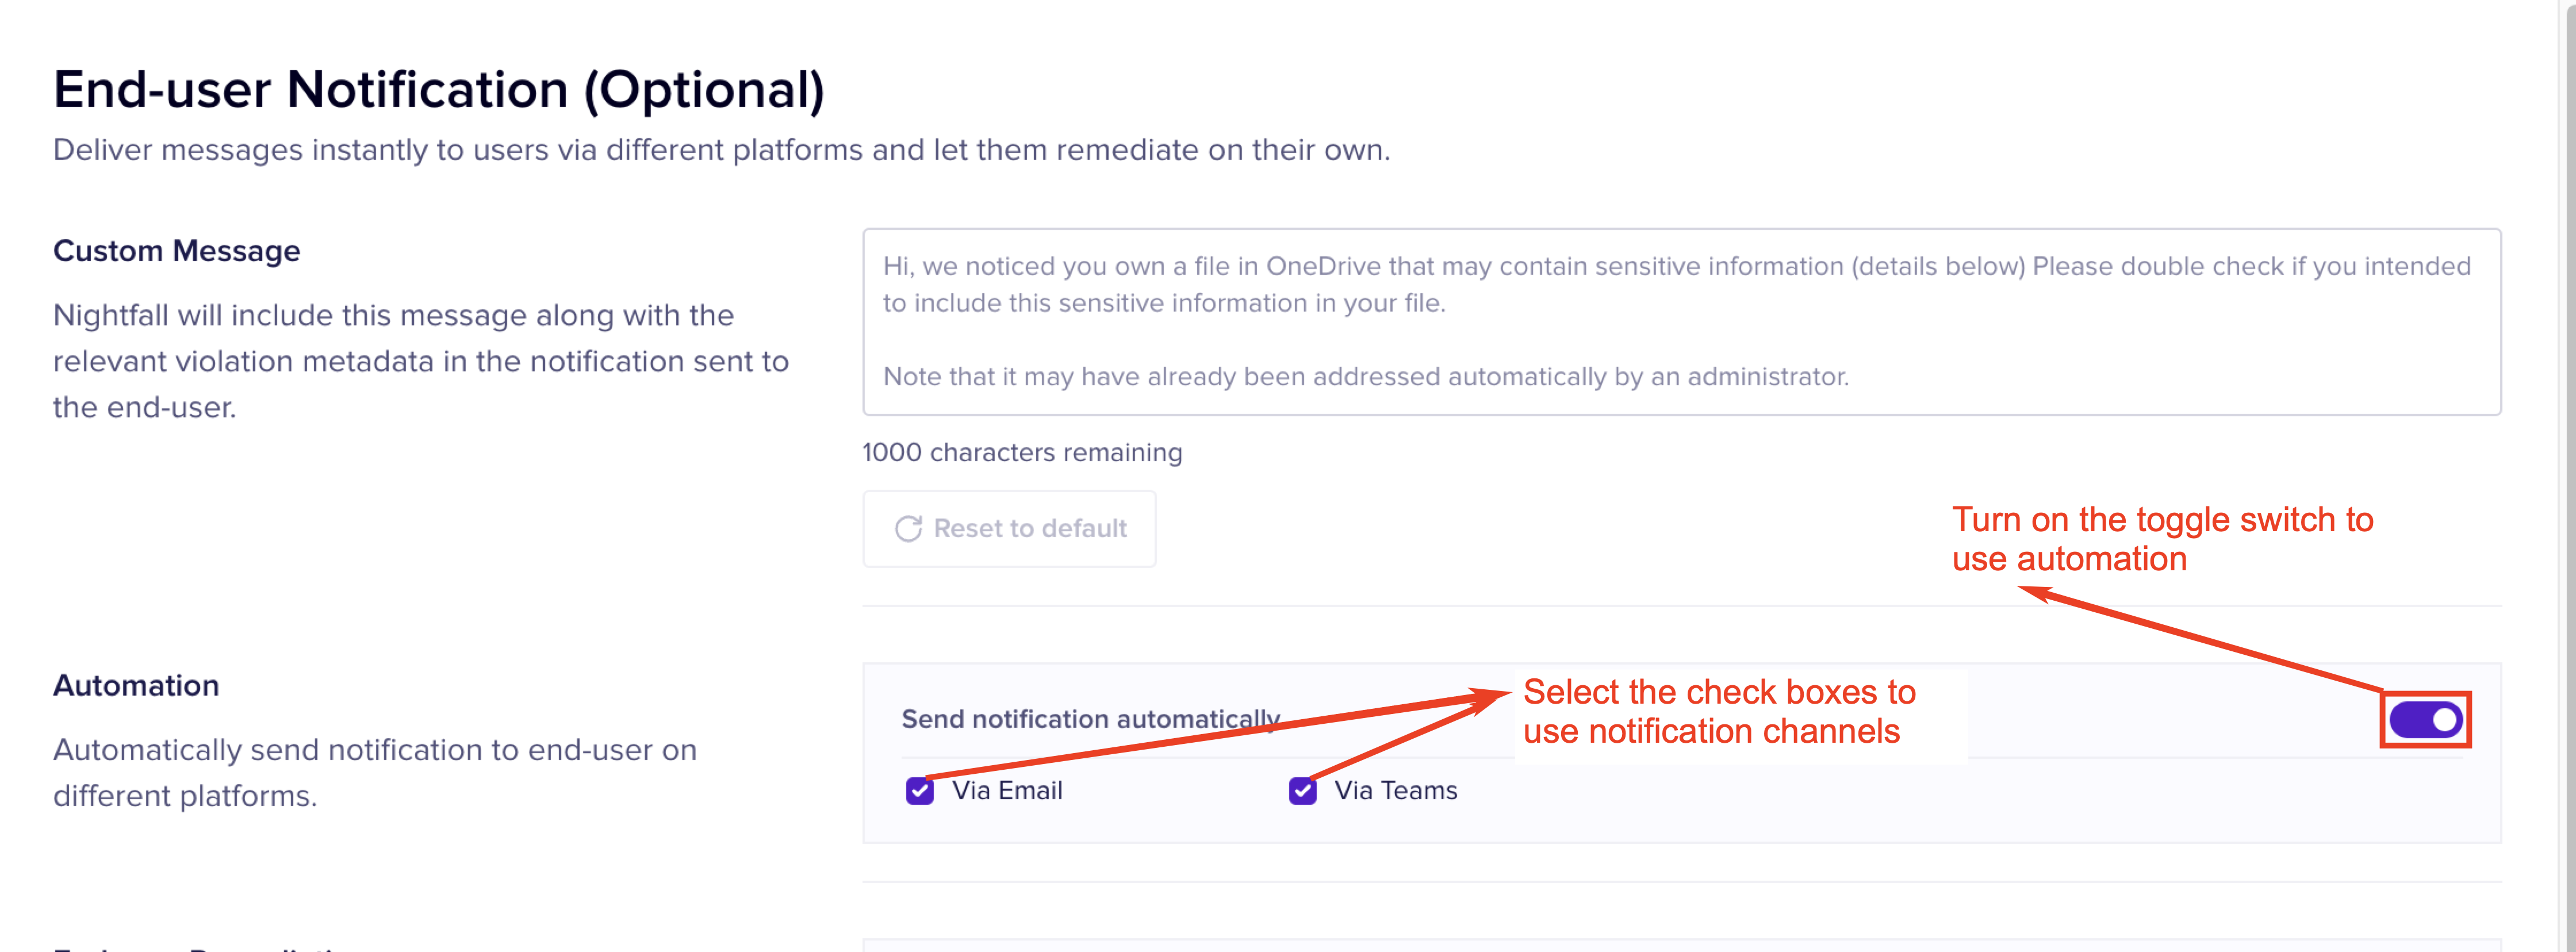 End-user Notification (Optional)
Deliver messages instantly to users via different platforms and let them remediate on their own.
Custom Message
Nightfall will include this message along with the
relevant violation metadata in the notification sent to
the end-user.
Hi, we noticed you own a file in OneDrive that may contain sensitive information (details below) Please double check if you intended
to include this sensitive information in your file.
Note that it may have already been addressed automatically by an administrator.
1000 characters remaining
Reset to default
Turn on the toggle switch to
use automation
Automation
Automatically send notification to end-user on
different platforms.
Send notification automatically
Select the check boxes to
use notification channels
Via Email
Via Teams